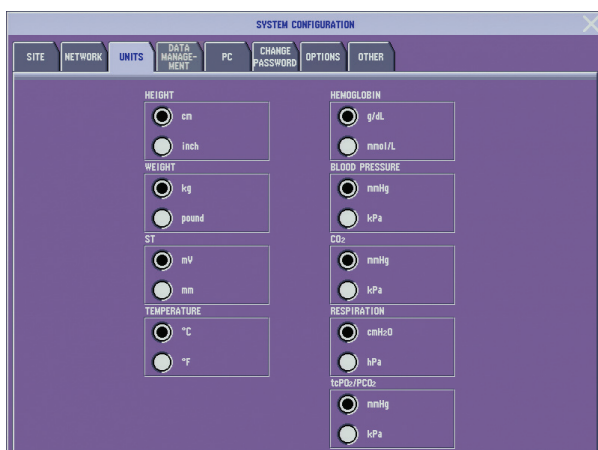 SYSTEM CONFIGURATION
SITE
NETWORK
UNITS
DATA
MANAGE-
MENT
PC
CHANGE
PASSWORD
OPTIONS
OTHER
HEIGHT
cm
inch
WEIGHT
kg
pound
ST
mV
mm
TEMPERATURE
°C
°F
HEMOGLOBIN
g/dL
mmol/L
BLOOD PRESSURE
mmHg
kPa
CO₂
mmHg
kPa
RESPIRATION
cmH₂O
hPa
tcPO₂/PCO₂
mmHg
kPa